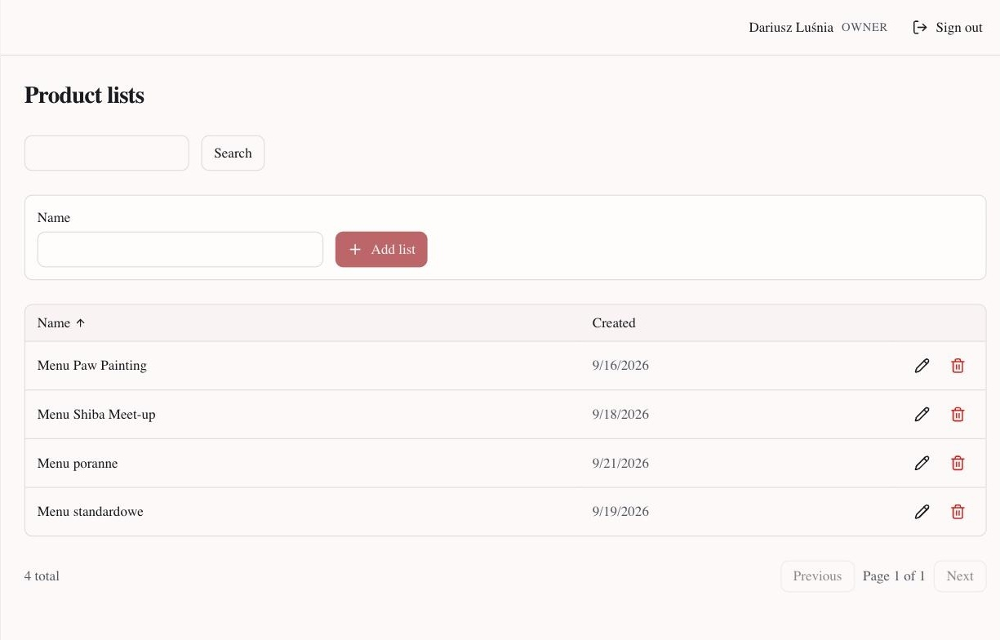 Dariusz Luśnia OWNER Sign out
Product lists
Search
Name
Add list
Name Created
Menu Paw Painting 9/16/2026
Menu Shiba Meet-up 9/18/2026
Menu poranne 9/21/2026
Menu standardowe 9/19/2026
4 total Previous Page 1 of 1 Next